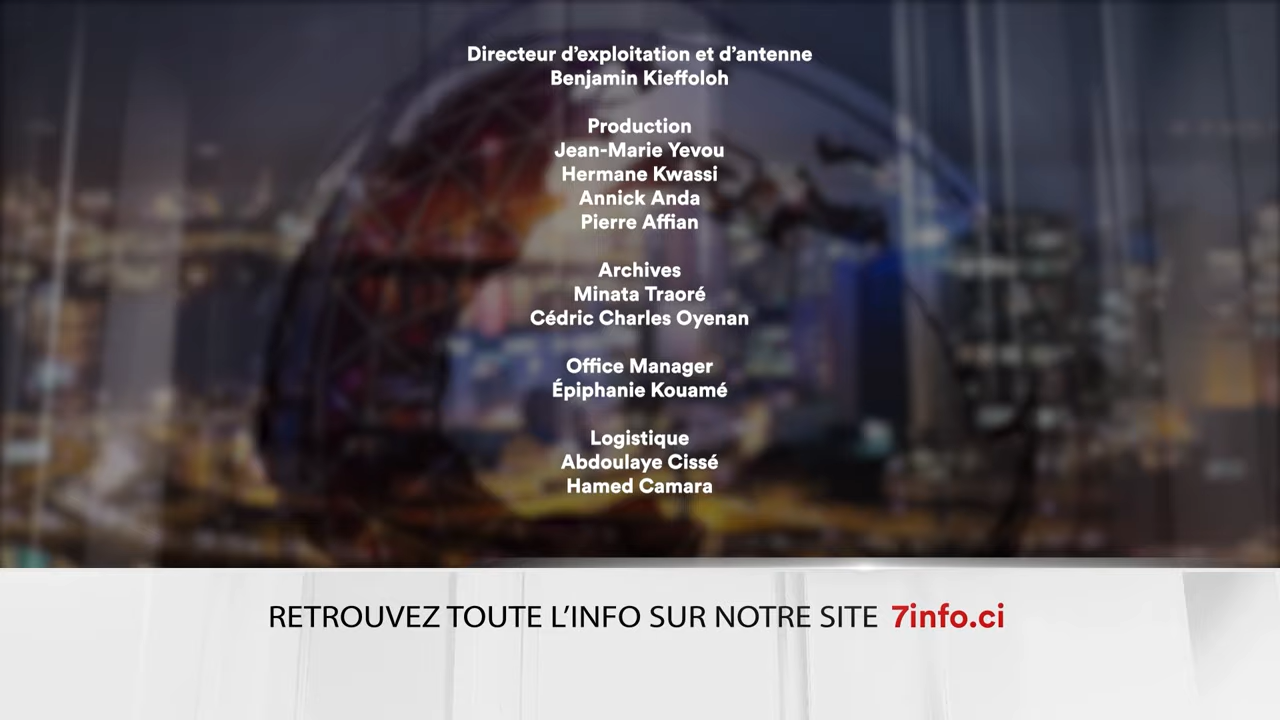 Directeur d’exploitation et d’antenne
Benjamin Kieffoloh
Production
Jean-Marie Yevou
Hermane Kwassi
Annick Anda
Pierre Affian
Archives
Minata Traoré
Cédric Charles Oyenan
Office Manager
Épiphanie Kouamé
Logistique
Abdoulaye Cissé
Hamed Camara
RETROUVEZ TOUTE L’INFO SUR NOTRE SITE 7info.ci